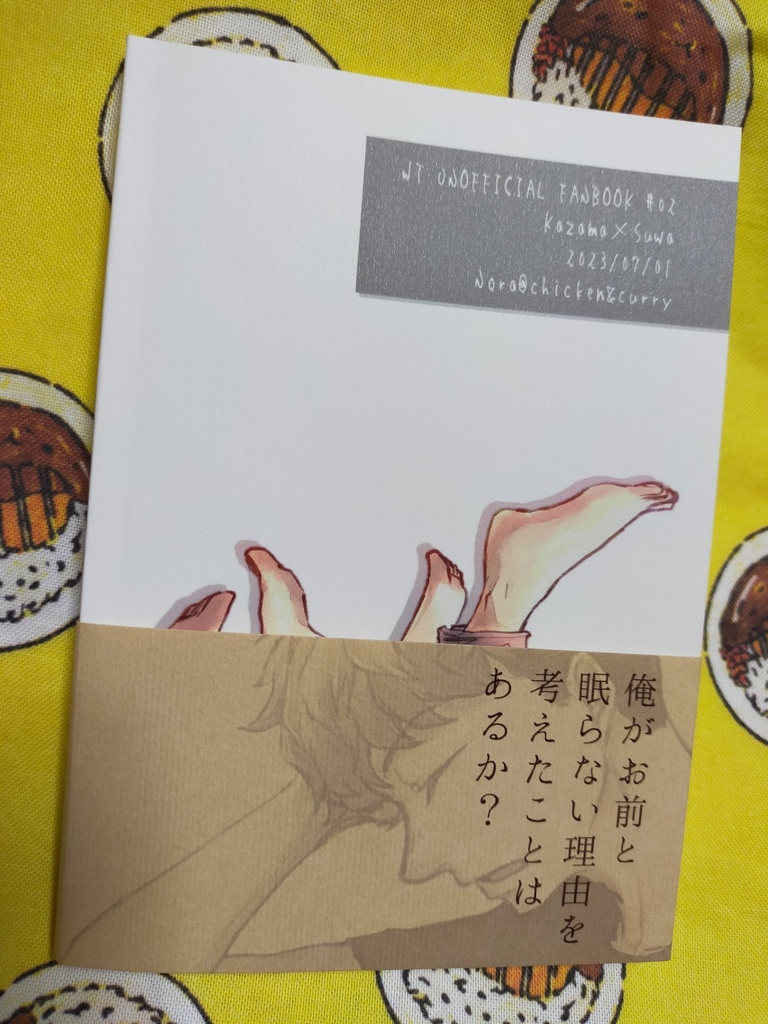 WT UNOFFICIAL FANBOOK #02
Kazama×Suwa
2023/07/01
Nora@chicken&curry
俺がお前と
眠らない理由を
考えたことは
あるか？